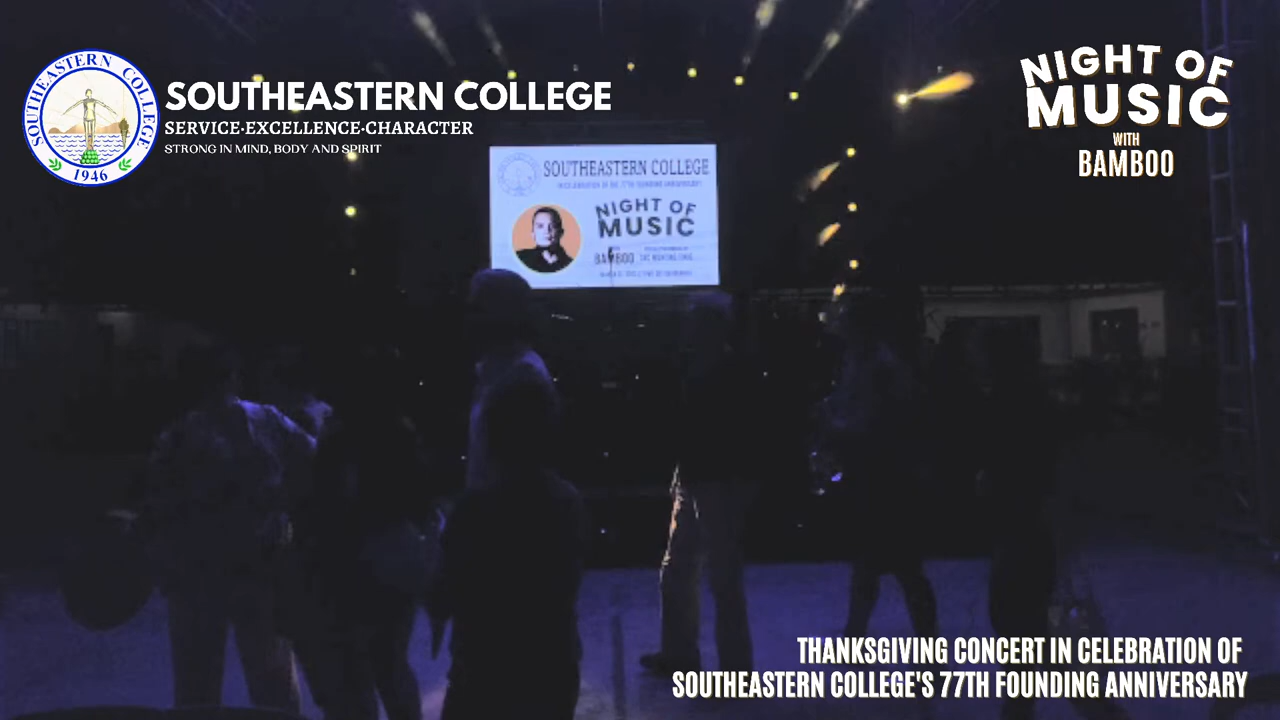 SOUTHEASTERN COLLEGE
1946
SOUTHEASTERN COLLEGE
SERVICE·EXCELLENCE·CHARACTER
STRONG IN MIND, BODY AND SPIRIT
NIGHT OF
MUSIC
WITH
BAMBOO
SOUTHEASTERN COLLEGE
NIGHT OF
MUSIC
BAMBOO
THANKSGIVING CONCERT IN CELEBRATION OF
SOUTHEASTERN COLLEGE'S 77TH FOUNDING ANNIVERSARY